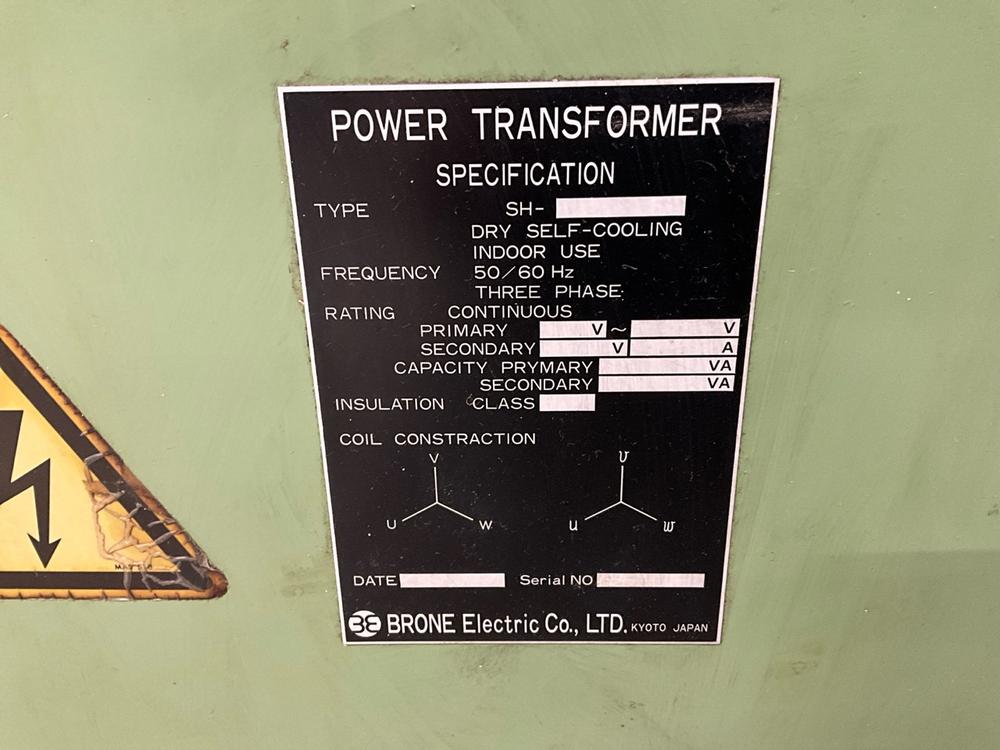 POWER TRANSFORMER
SPECIFICATION
TYPE SH-
DRY SELF-COOLING
INDOOR USE
FREQUENCY 50/60 Hz
THREE PHASE
RATING CONTINUOUS
PRIMARY V ~ V
SECONDARY V A
CAPACITY PRYMARY VA
SECONDARY VA
INSULATION CLASS
COIL CONSTRACTION
V υ
U W u w
DATE Serial NO
BE BRONE Electric Co., LTD. KYOTO JAPAN